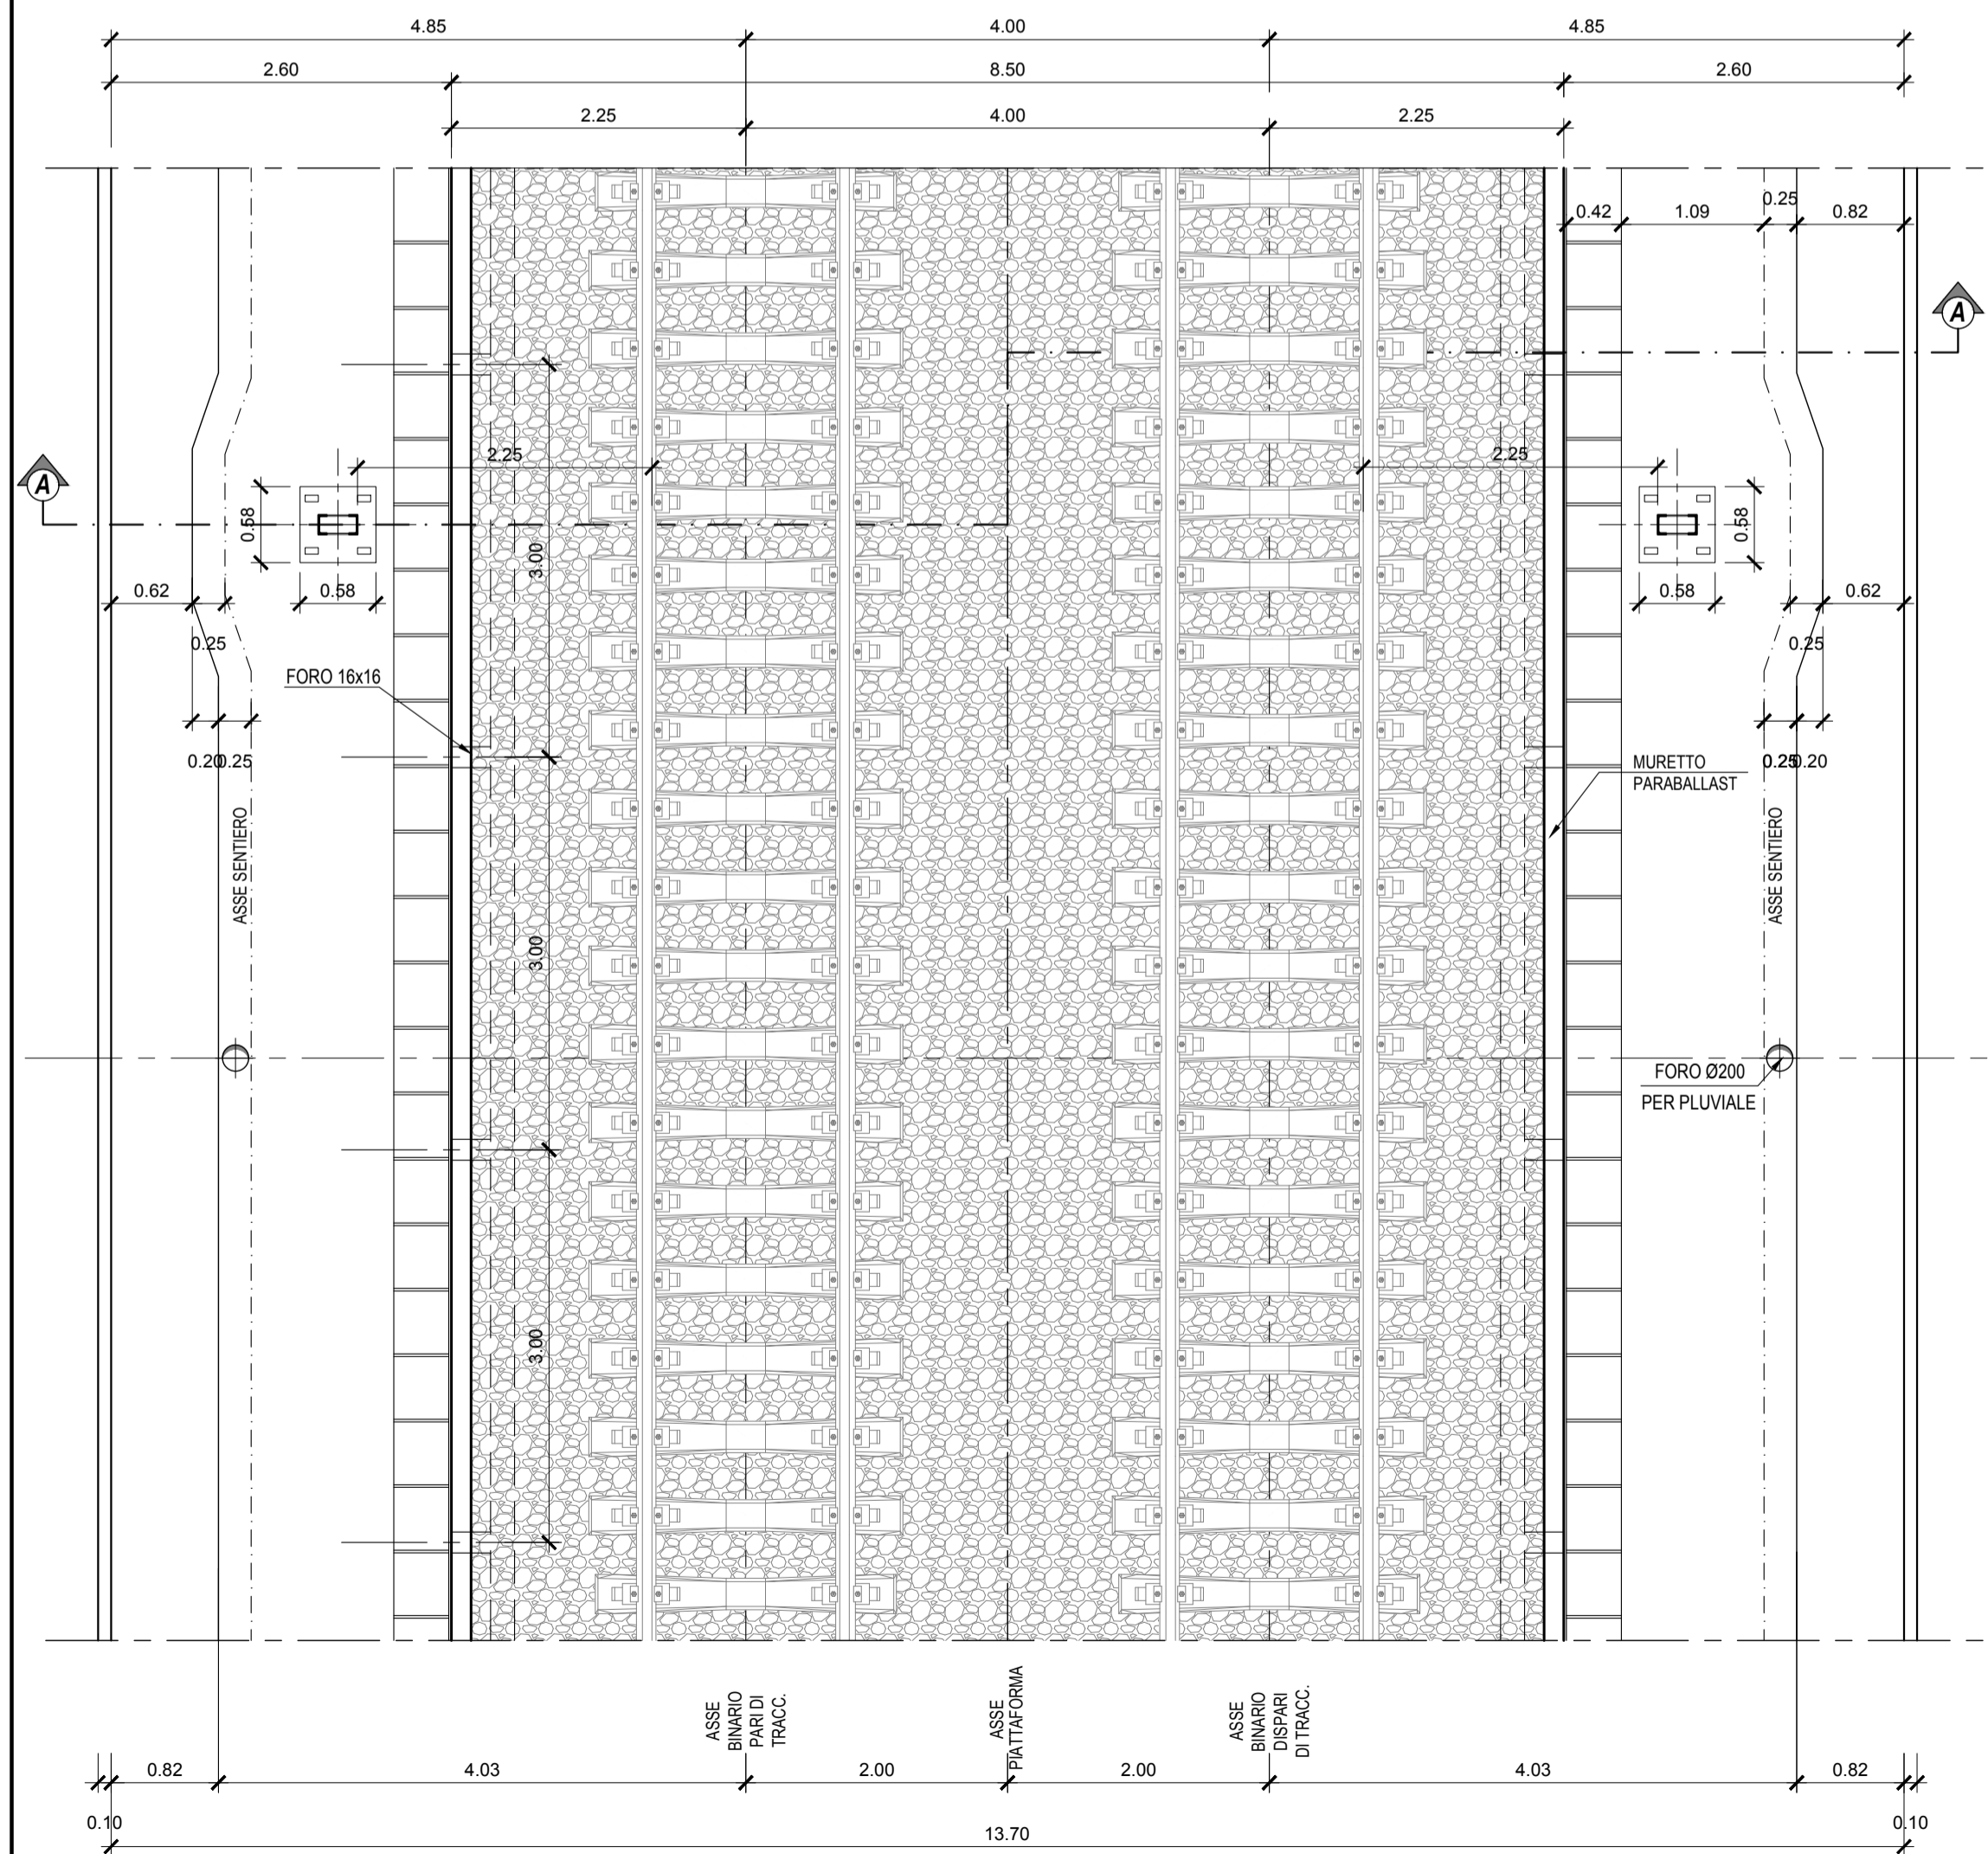 4.85 4.00 4.85
2.60 8.50 2.60
2.25 4.00 2.25
0.25
0.42 1.09 0.82
A
2.25 2.25
A
0.58 0.58
3.00
0.62 0.58 0.58 0.62
0.25 0.25
FORO 16x16
0.20 0.25
MURETTO
PARABALLAST
0.25 0.20
ASSE SENTIERO
ASSE SENTIERO
3.00
FORO Ø200
PER PLUVIALE
3.00
ASSE
BINARIO
PARI DI
TRACC.
ASSE
PIATTAFORMA
ASSE
BINARIO
DISPARI
DI TRACC.
0.82 4.03 2.00 2.00 4.03 0.82
0.10 0.10
13.70